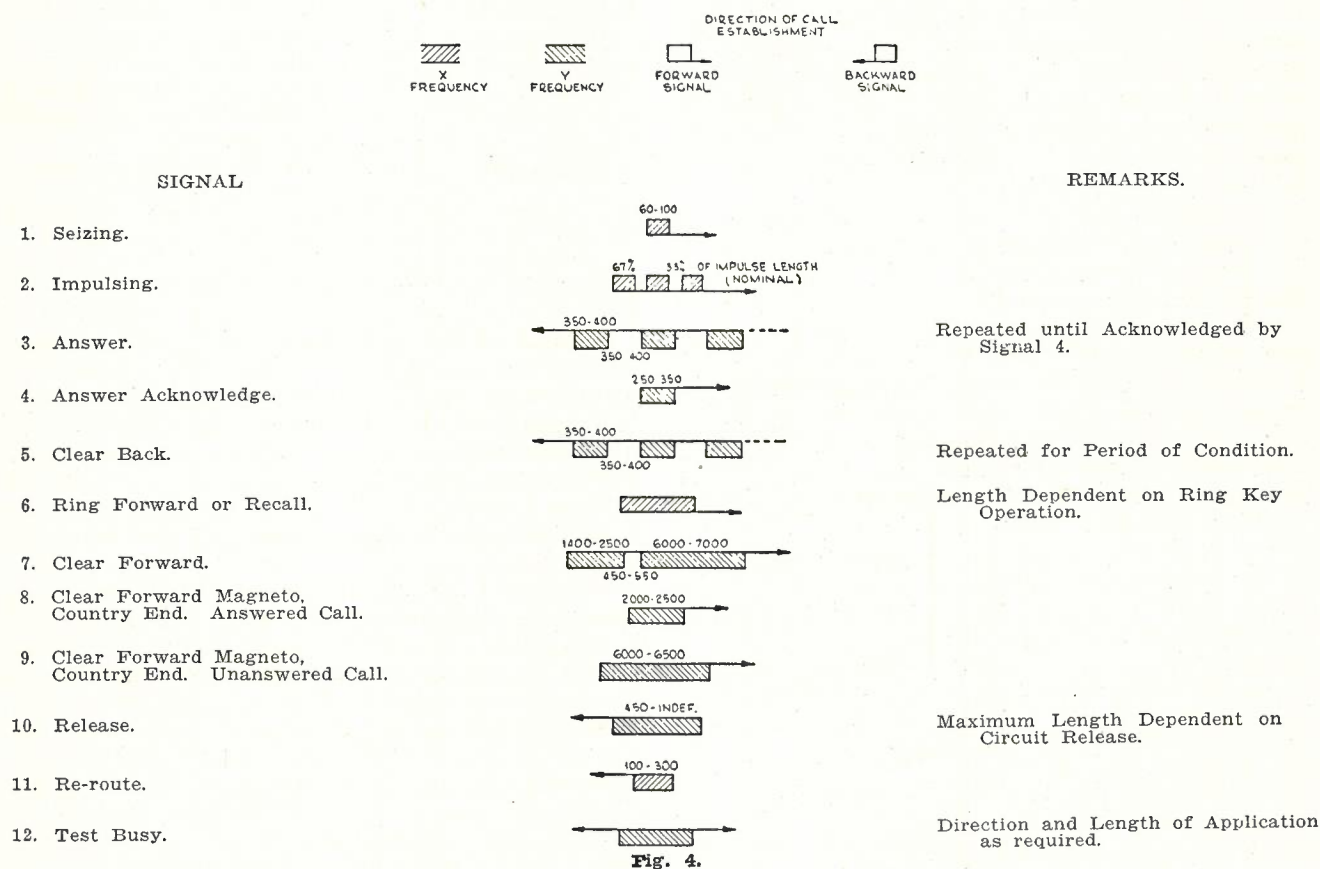 DIRECTION OF CALL
ESTABLISHMENT
X
FREQUENCY
Y
FREQUENCY
FORWARD
SIGNAL
BACKWARD
SIGNAL
SIGNAL
REMARKS.
60-100
1. Seizing.
67% 33% OF IMPULSE LENGTH
(NOMINAL)
2. Impulsing.
350-400
3. Answer.
350 400
Repeated until Acknowledged by
Signal 4.
250 350
4. Answer Acknowledge.
350-400
5. Clear Back.
350-400
Repeated for Period of Condition.
6. Ring Forward or Recall.
Length Dependent on Ring Key
Operation.
1400-2500 6000-7000
7. Clear Forward.
450-550
8. Clear Forward Magneto,
Country End. Answered Call.
2000-2500
9. Clear Forward Magneto,
Country End. Unanswered Call.
6000-6500
450-INDEF.
10. Release.
Maximum Length Dependent on
Circuit Release.
100-300
11. Re-route.
12. Test Busy.
Direction and Length of Application
as required.
Fig. 4.